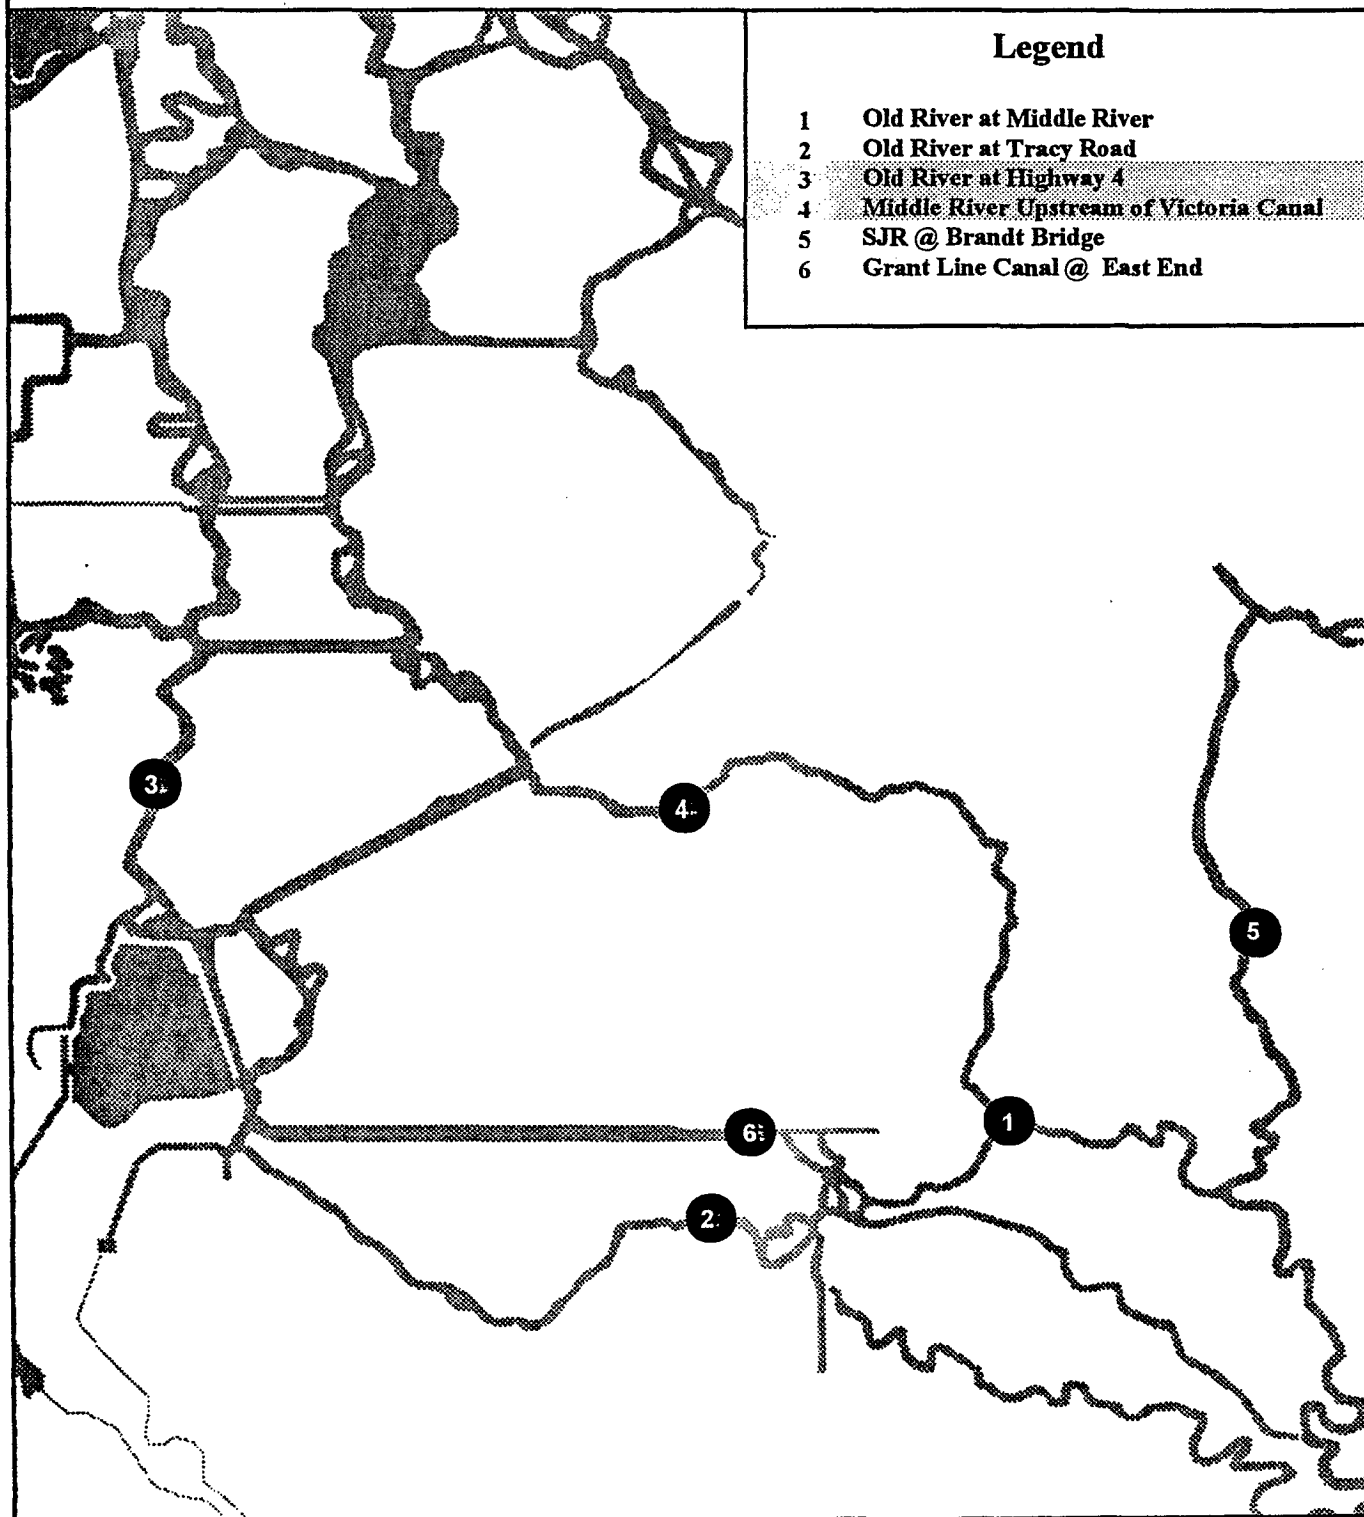 Legend
1 Old River at Middle River
2 Old River at Tracy Road
3 Old River at Highway 4
4 Middle River Upstream of Victoria Canal
5 SJR @ Brandt Bridge
6 Grant Line Canal @ East End
3
4
5
1
6
2